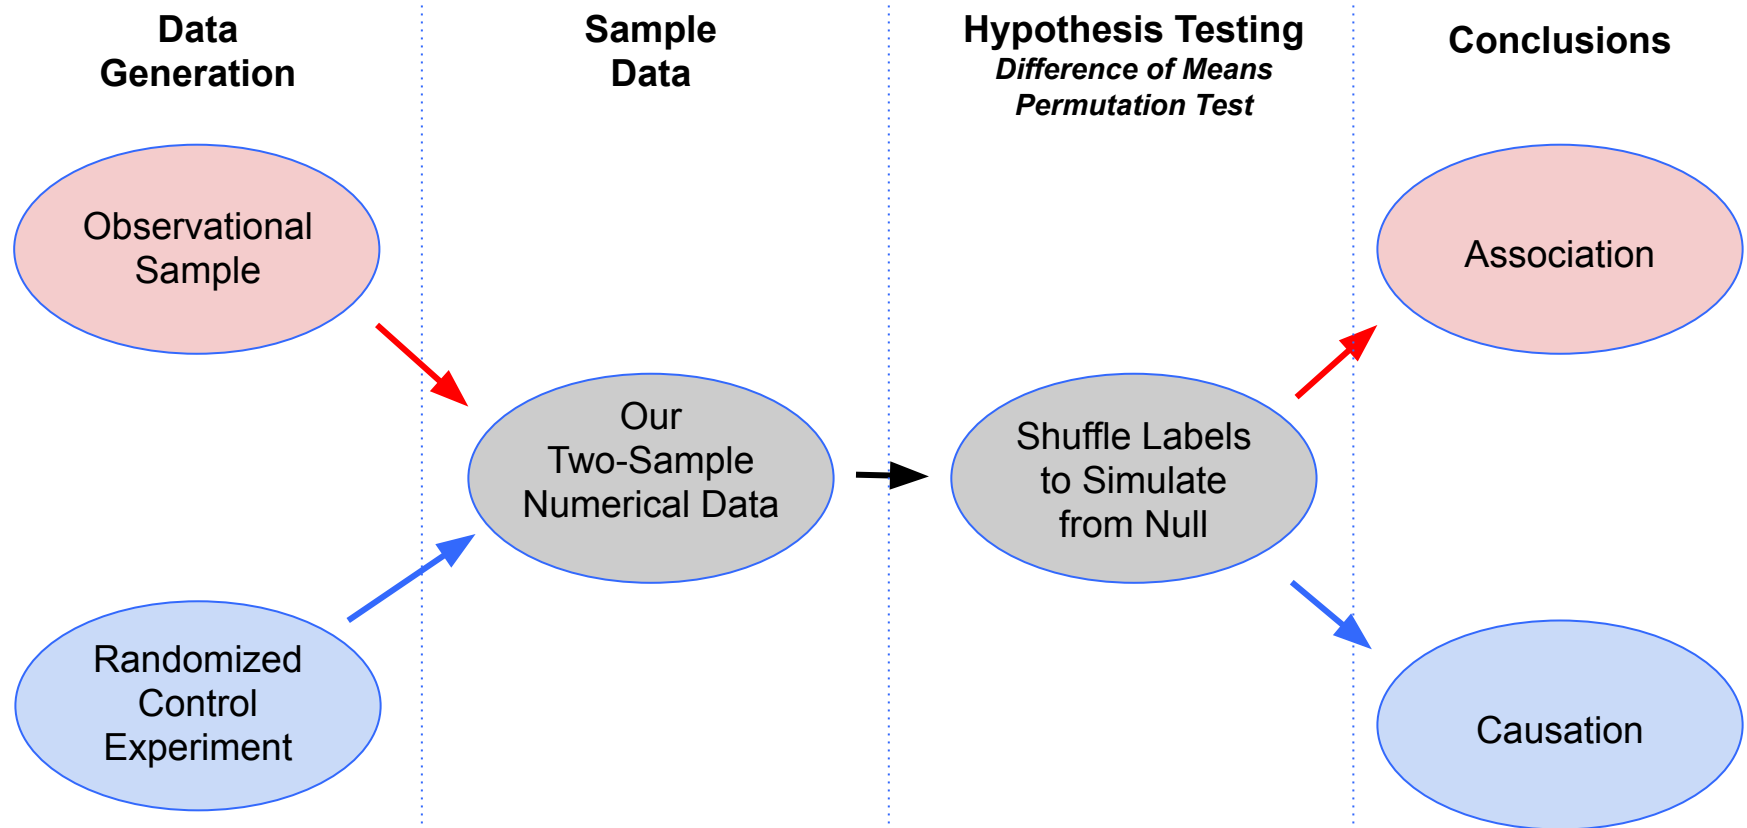 Data
Generation
Sample
Data
Hypothesis Testing
Difference of Means
Permutation Test
Conclusions
Observational
Sample
Association
Our
Two-Sample
Numerical Data
Shuffle Labels
to Simulate
from Null
Randomized
Control
Experiment
Causation